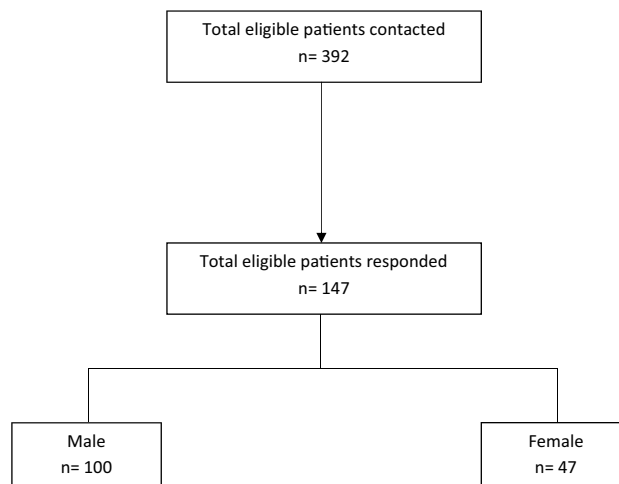 Total eligible patients contacted
n= 392
Total eligible patients responded
n= 147
Male
n= 100
Female
n= 47